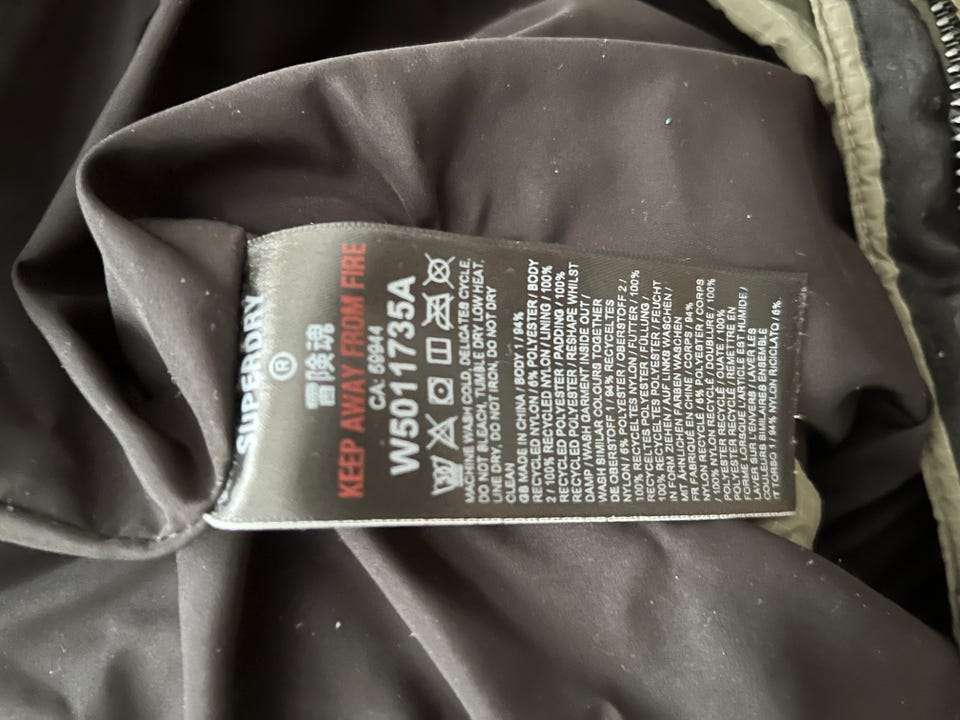 SUPERDRY
®
冒険魂
KEEP AWAY FROM FIRE
CA: 59944
W5011735A
MACHINE WASH COLD, DELICATES CYCLE,
DO NOT BLEACH, TUMBLE DRY LOW HEAT,
LINE DRY, DO NOT IRON, DO NOT DRY
CLEAN
GB MADE IN CHINA / BODY 1 / 94%
RECYCLED NYLON / 6% POLYESTER / BODY
2 / 100% RECYCLED NYLON / LINING / 100%
RECYCLED POLYESTER / PADDING / 100%
RECYCLED POLYESTER / RESHAPE WHILST
DAMP / WASH GARMENT INSIDE OUT /
WASH SIMILAR COLOURS TOGETHER
DE OBERSTOFF 1 / 94% RECYCELTES
NYLON / 6% POLYESTER / OBERSTOFF 2 /
100% RECYCELTES NYLON / FUTTER / 100%
RECYCELTES POLYESTER / FÜLLUNG /
100% RECYCELTES POLYESTER / FEUCHT
IN FORM ZIEHEN / AUF LINKS WASCHEN /
MIT ÄHNLICHEN FARBEN WASCHEN
FR FABRIQUÉ EN CHINE / CORPS 1 / 94%
NYLON RECYCLÉ / 6% POLYESTER / CORPS
/ 100% NYLON RECYCLÉ / DOUBLURE / 100%
POLYESTER RECYCLÉ / OUATE / 100%
POLYESTER RECYCLÉ / REMETTRE EN
FORME LORSQUE L'ARTICLE EST HUMIDE /
LAVER SUR L'ENVERS / LAVER LES
COULEURS SIMILAIRES ENSEMBLE
IT TORSO 1 / 94% NYLON RICICLATO / 6%